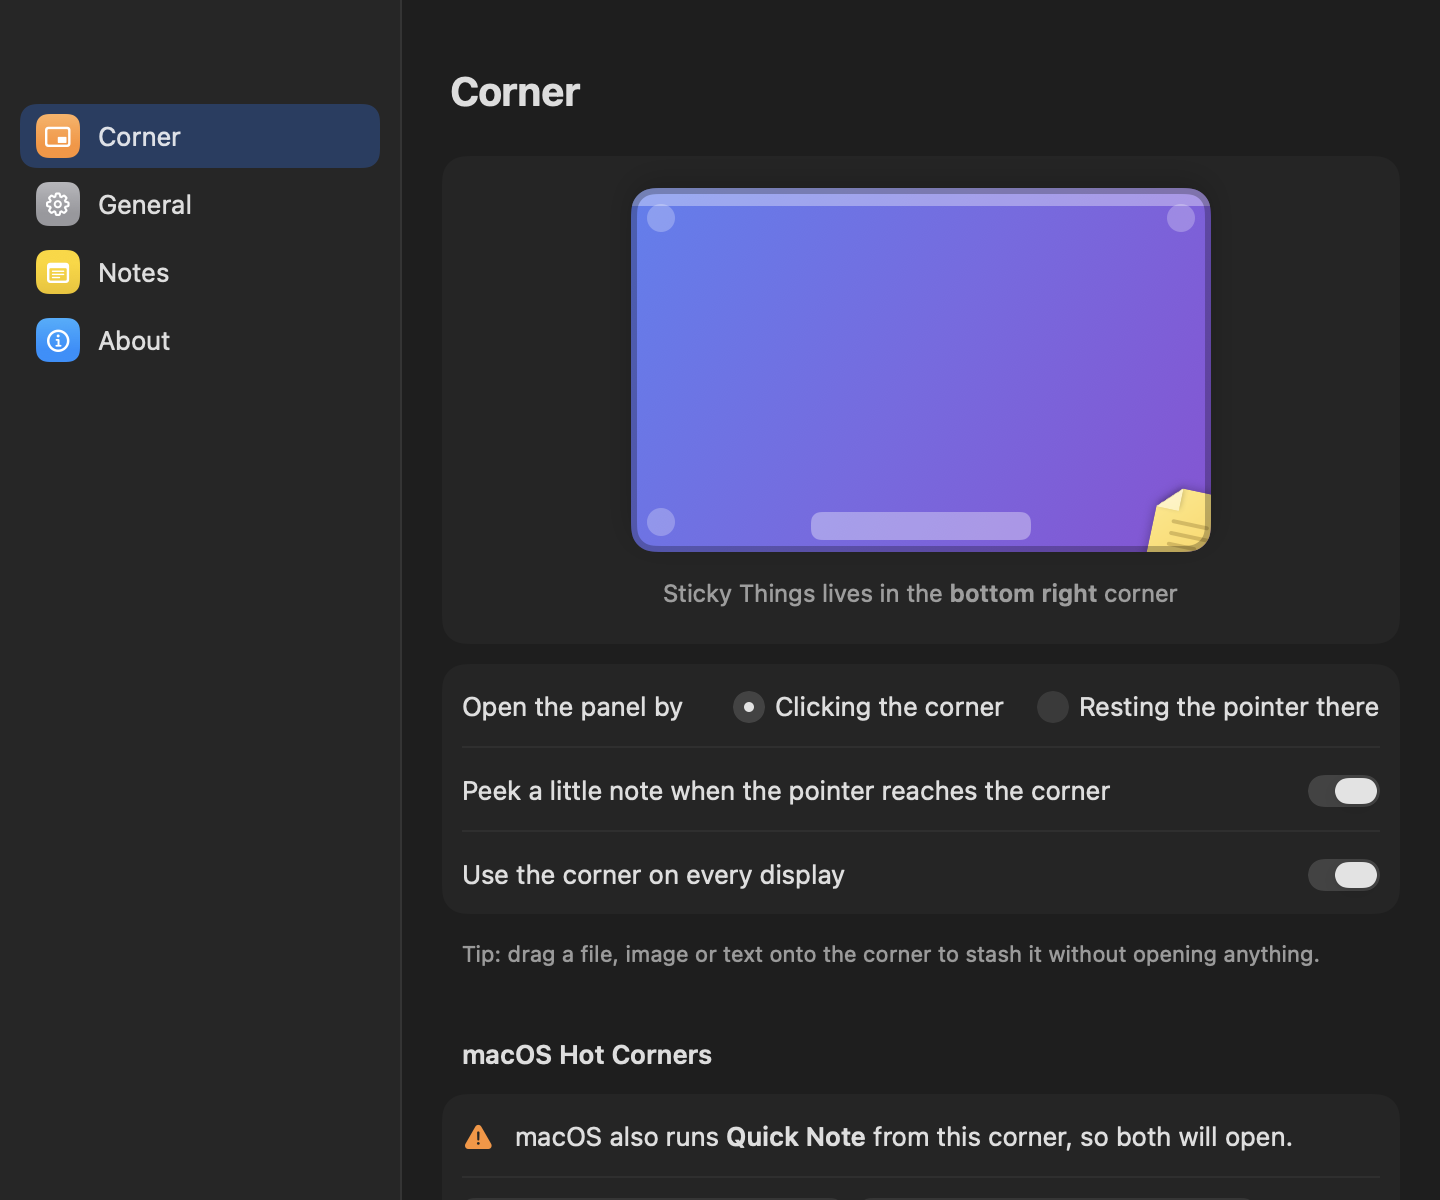 Corner
General
Notes
About
Corner
Sticky Things lives in the bottom right corner
Open the panel by
Clicking the corner
Resting the pointer there
Peek a little note when the pointer reaches the corner
Use the corner on every display
Tip: drag a file, image or text onto the corner to stash it without opening anything.
macOS Hot Corners
macOS also runs Quick Note from this corner, so both will open.